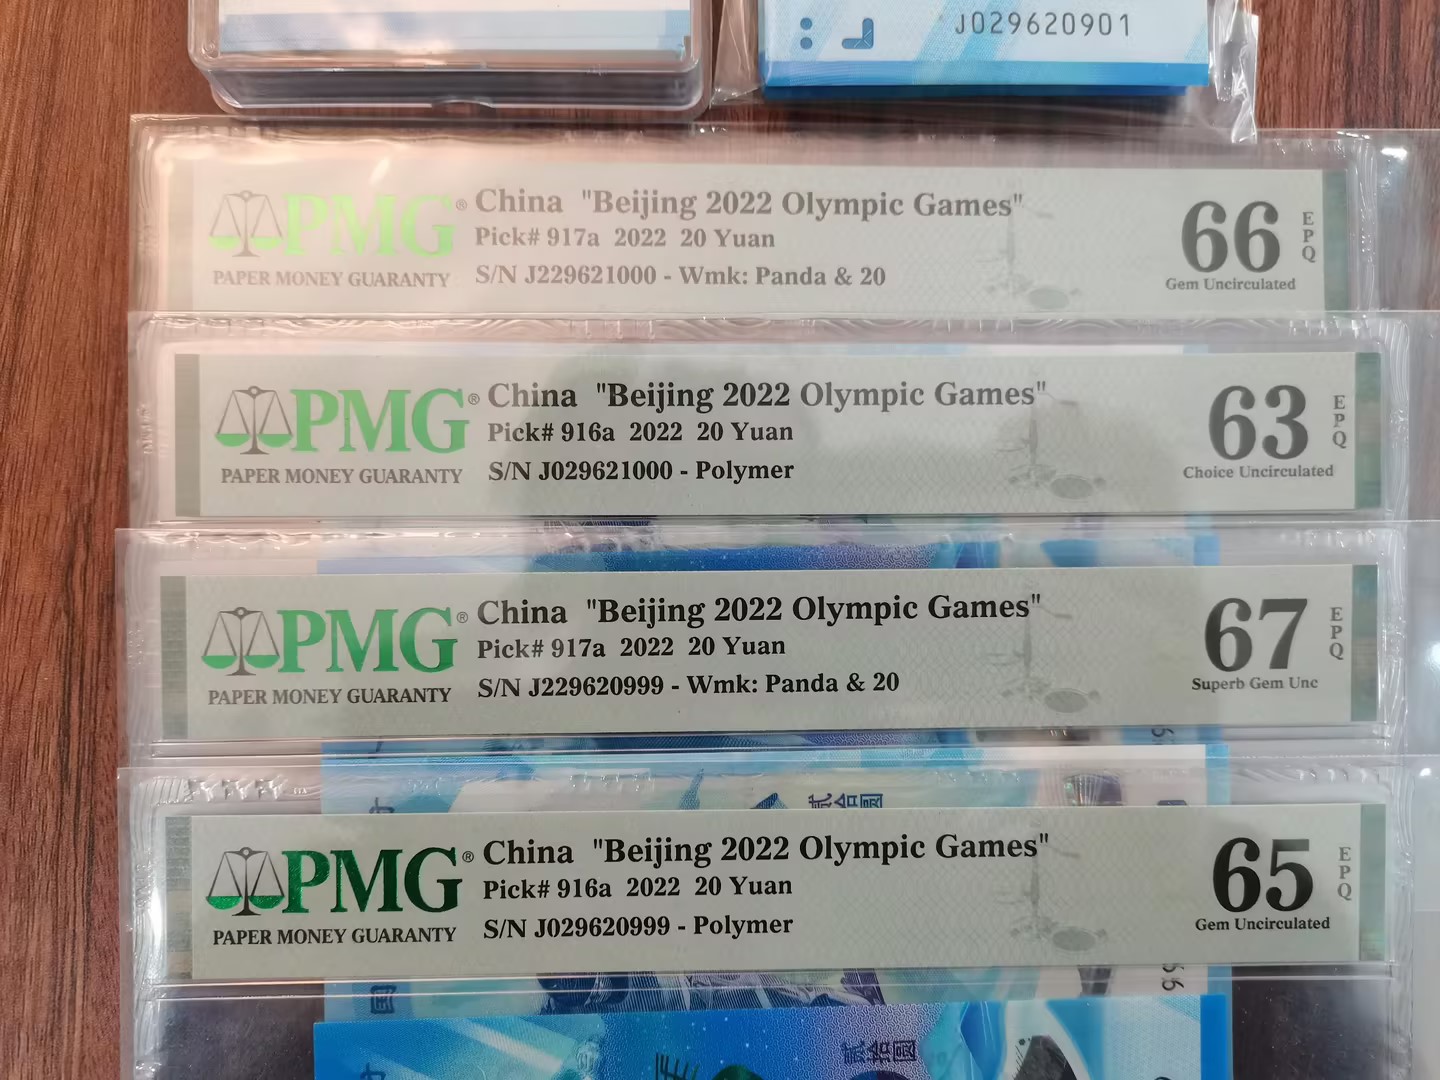 J029620901
PMG®
PAPER MONEY GUARANTY
China "Beijing 2022 Olympic Games"
Pick# 917a 2022 20 Yuan
S/N J229621000 - Wmk: Panda & 20
66
EPQ
Gem Uncirculated
PMG®
PAPER MONEY GUARANTY
China "Beijing 2022 Olympic Games"
Pick# 916a 2022 20 Yuan
S/N J029621000 - Polymer
63
EPQ
Choice Uncirculated
PMG®
PAPER MONEY GUARANTY
China "Beijing 2022 Olympic Games"
Pick# 917a 2022 20 Yuan
S/N J229620999 - Wmk: Panda & 20
67
EPQ
Superb Gem Unc
PMG®
PAPER MONEY GUARANTY
China "Beijing 2022 Olympic Games"
Pick# 916a 2022 20 Yuan
S/N J029620999 - Polymer
65
EPQ
Gem Uncirculated